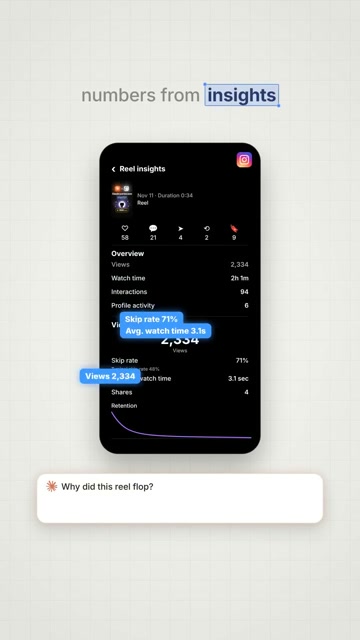 numbers from insights
Reel insights
Nov 11 · Duration 0:34
Reel
58 21 4 2 9
Overview
Views 2,334
Watch time 2h 1m
Interactions 94
Profile activity 6
Skip rate 71%
Avg. watch time 3.1s
2,334
Views
Skip rate 71%
rate 48%
Views 2,334
watch time 3.1 sec
Shares 4
Retention
Why did this reel flop?